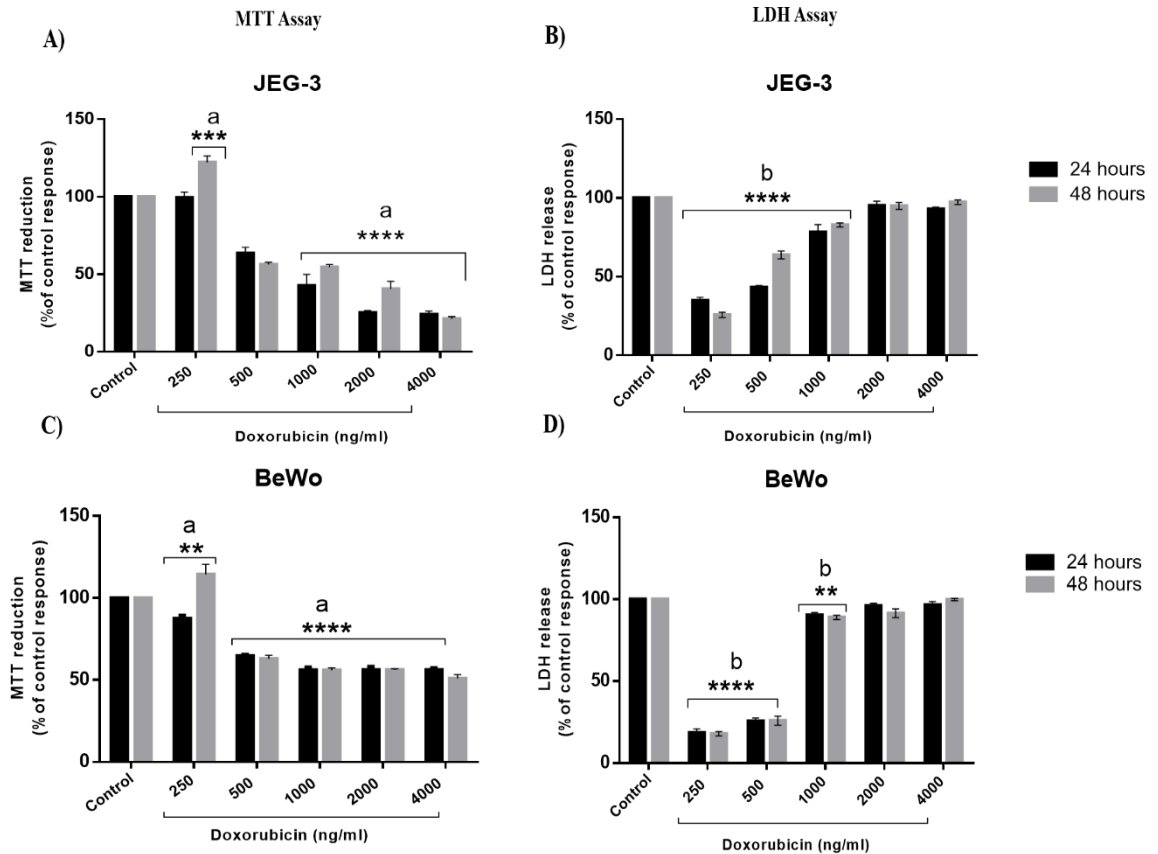 MTT Assay
LDH Assay
A)
JEG-3
MTT reduction
(%of control response)
150
100
50
0
a
***
a
****
Control
250
500
1000
2000
4000
Doxorubicin (ng/ml)
B)
JEG-3
LDH release
(% of control response)
150
100
50
0
b
****
Control
250
500
1000
2000
4000
Doxorubicin (ng/ml)
24 hours
48 hours
C)
BeWo
MTT reduction
(% of control response)
150
100
50
0
a
**
a
****
Control
250
500
1000
2000
4000
Doxorubicin (ng/ml)
D)
BeWo
LDH release
(% of control response)
150
100
50
0
b
****
b
**
Control
250
500
1000
2000
4000
Doxorubicin (ng/ml)
24 hours
48 hours